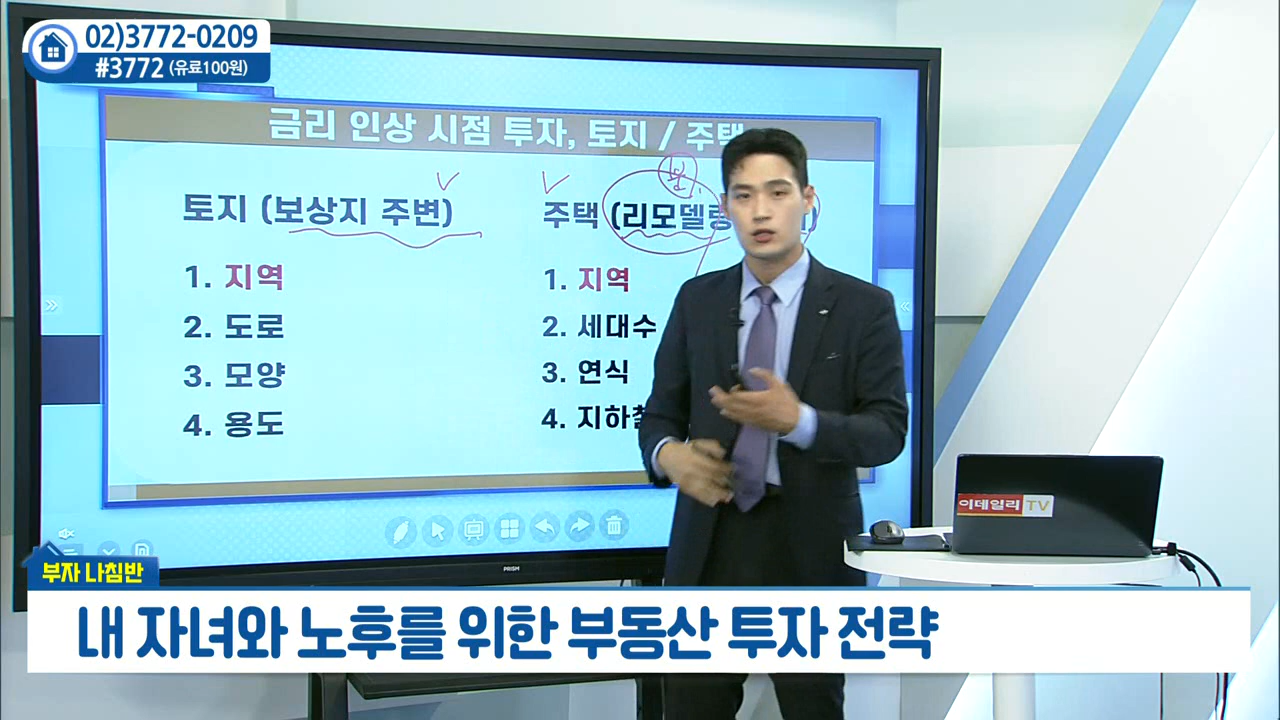 02)3772-0209
#3772 (유료100원)
금리 인상 시점 투자, 토지 / 주택
토지 (보상지 주변)
1. 지역
2. 도로
3. 모양
4. 용도
주택 (리모델링
1. 지역
2. 세대수
3. 연식
4. 지하철
PRISM
이데일리TV
부자 나침반
내 자녀와 노후를 위한 부동산 투자 전략